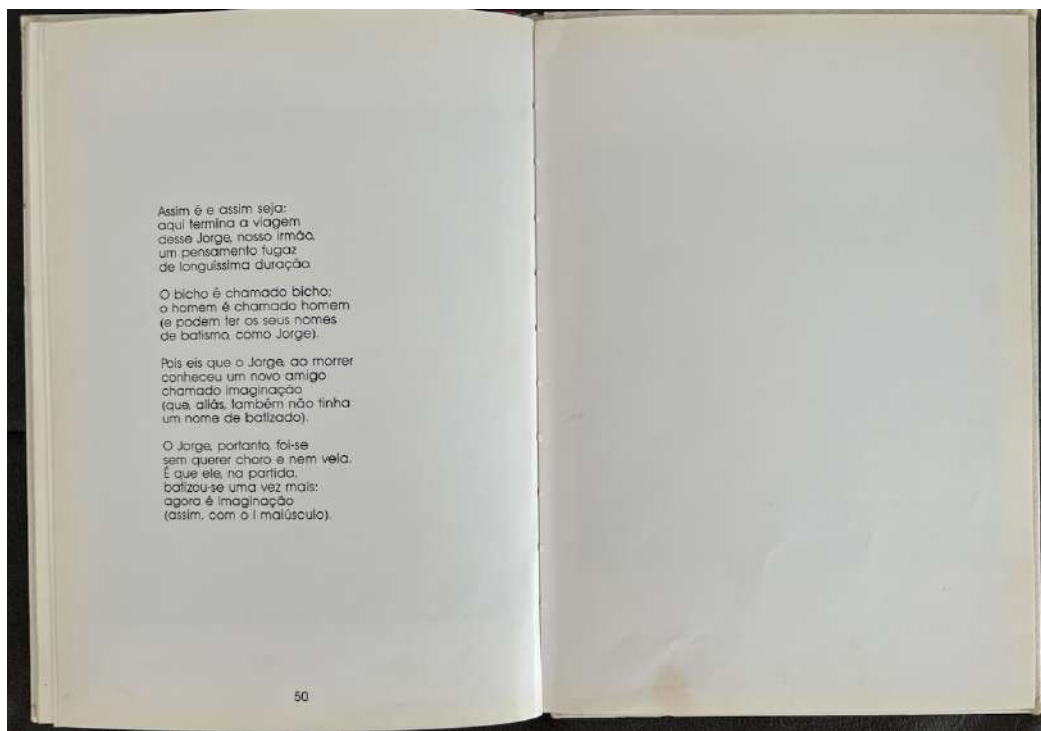 Assim é e assim seja:
aqui termina a viagem
desse Jorge, nosso irmão,
um pensamento fugaz
de longuíssima duração.
O bicho é chamado bicho;
o homem é chamado homem
(e podem ter os seus nomes
de batismo, como Jorge).
Pois eis que o Jorge, ao morrer
conheceu um novo amigo
chamado imaginação
(que, aliás, também não tinha
um nome de batizado).
O Jorge, portanto, foi-se
sem querer choro e nem vela.
É que ele, na partida,
batizou-se uma vez mais:
agora é Imaginação
(assim, com o I maiúsculo).
50